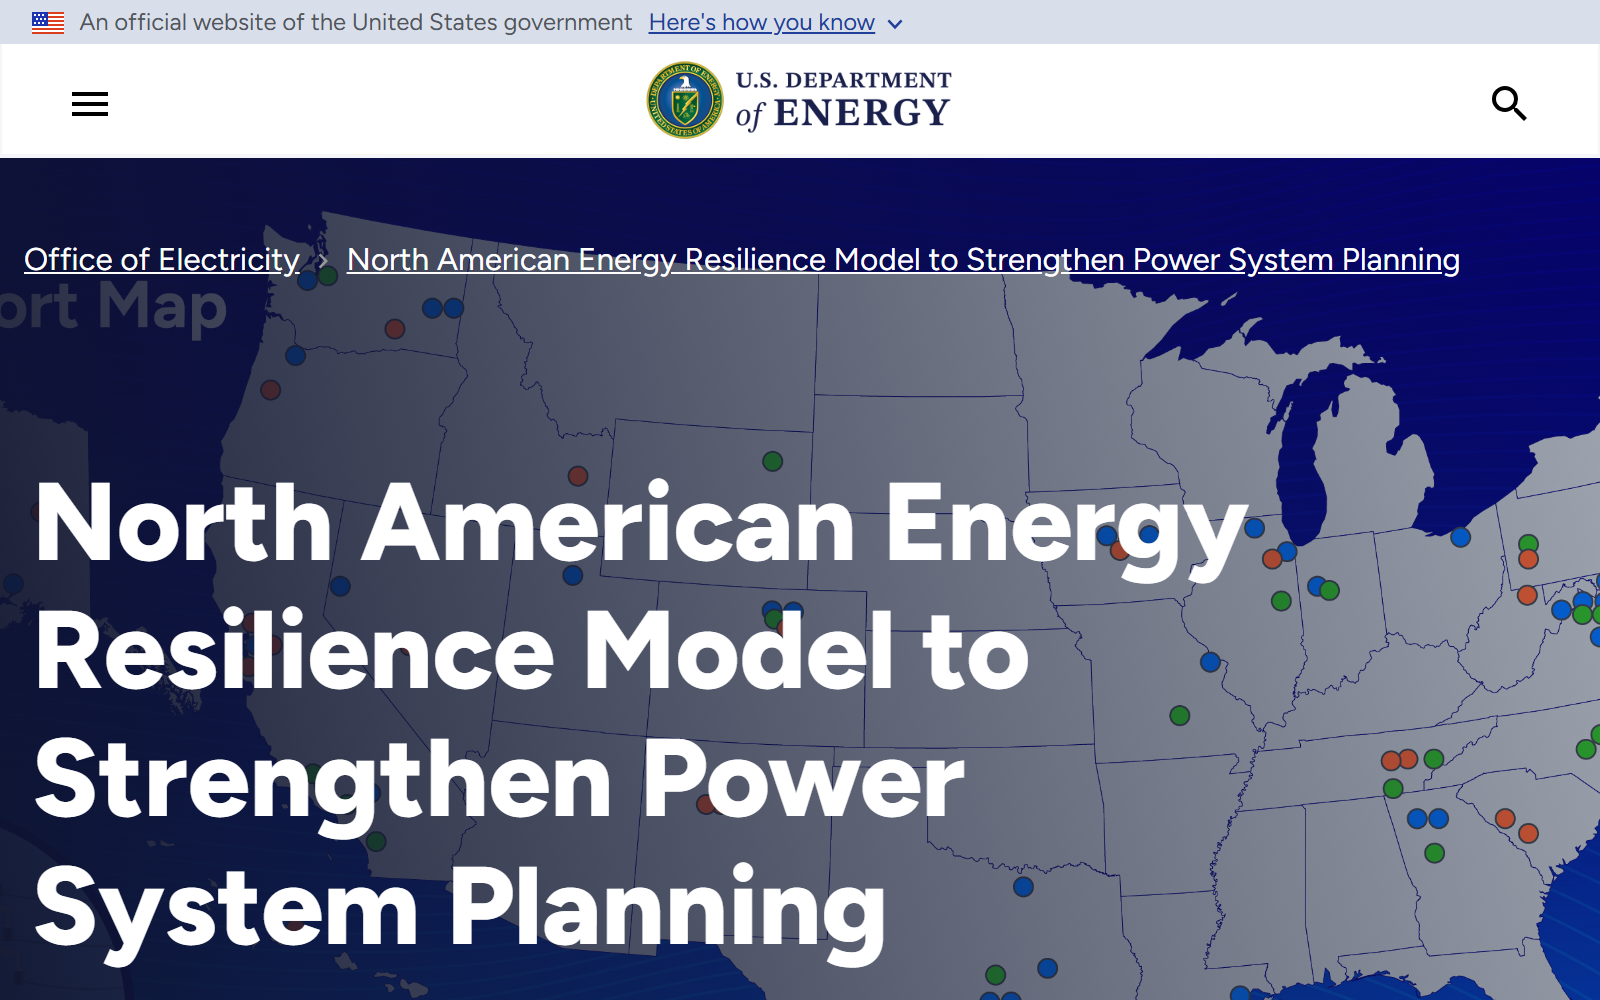 An official website of the United States government Here's how you know
U.S. DEPARTMENT
of ENERGY
Office of Electricity North American Energy Resilience Model to Strengthen Power System Planning
ort Map
North American Energy
Resilience Model to
Strengthen Power
System Planning